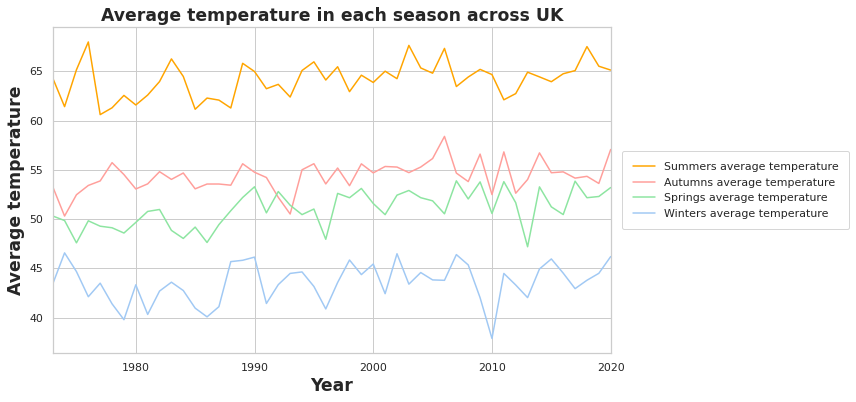 Average temperature in each season across UK
Average temperature
65
60
55
50
45
40
1980
1990
2000
2010
2020
Year
Summers average temperature
Autumns average temperature
Springs average temperature
Winters average temperature